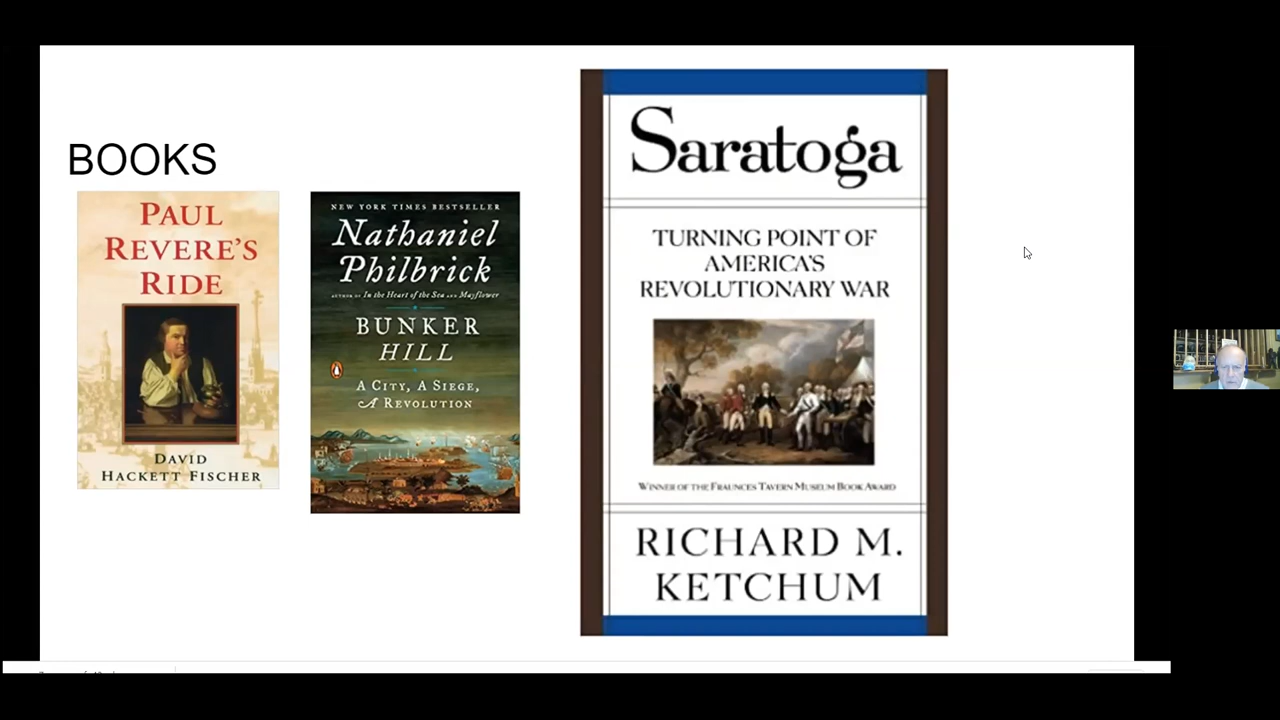 BOOKS
PAUL
REVERE'S
RIDE
DAVID
HACKETT FISCHER
NEW YORK TIMES BESTSELLER
Nathaniel
Philbrick
AUTHOR OF In the Heart of the Sea AND Mayflower
BUNKER
HILL
A CITY, A SIEGE,
A REVOLUTION
Saratoga
TURNING POINT OF
AMERICA'S
REVOLUTIONARY WAR
WINNER OF THE FRAUNCES TAVERN MUSEUM BOOK AWARD
RICHARD M.
KETCHUM